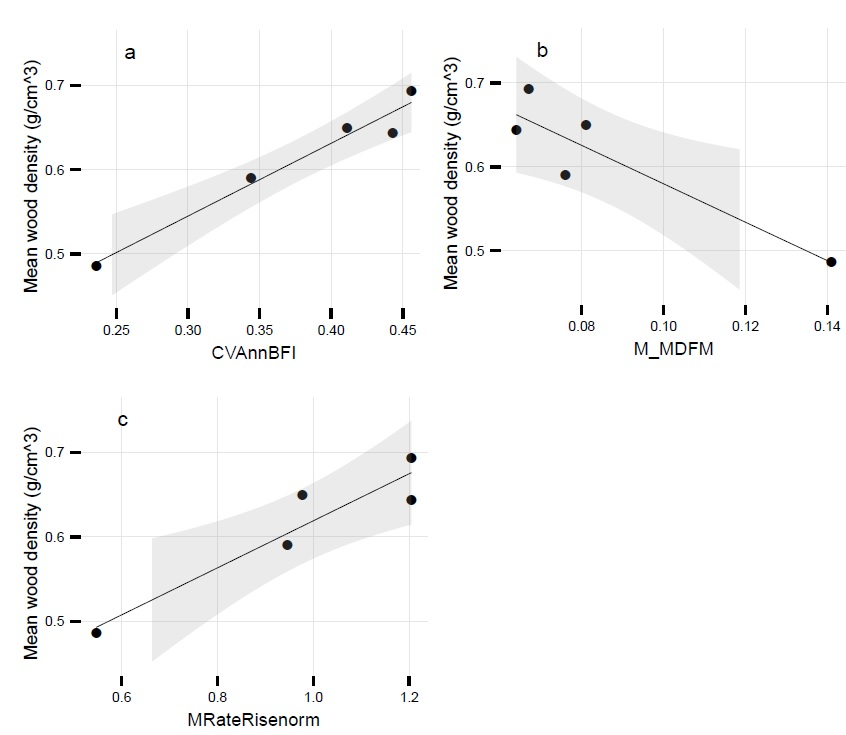 a
Mean wood density (g/cm^3)
0.7
0.6
0.5
0.25 0.30 0.35 0.40 0.45
CVAnnBFI
b
Mean wood density (g/cm^3)
0.7
0.6
0.5
0.08 0.10 0.12 0.14
M_MDFM
c
Mean wood density (g/cm^3)
0.7
0.6
0.5
0.6 0.8 1.0 1.2
MRateRisenorm